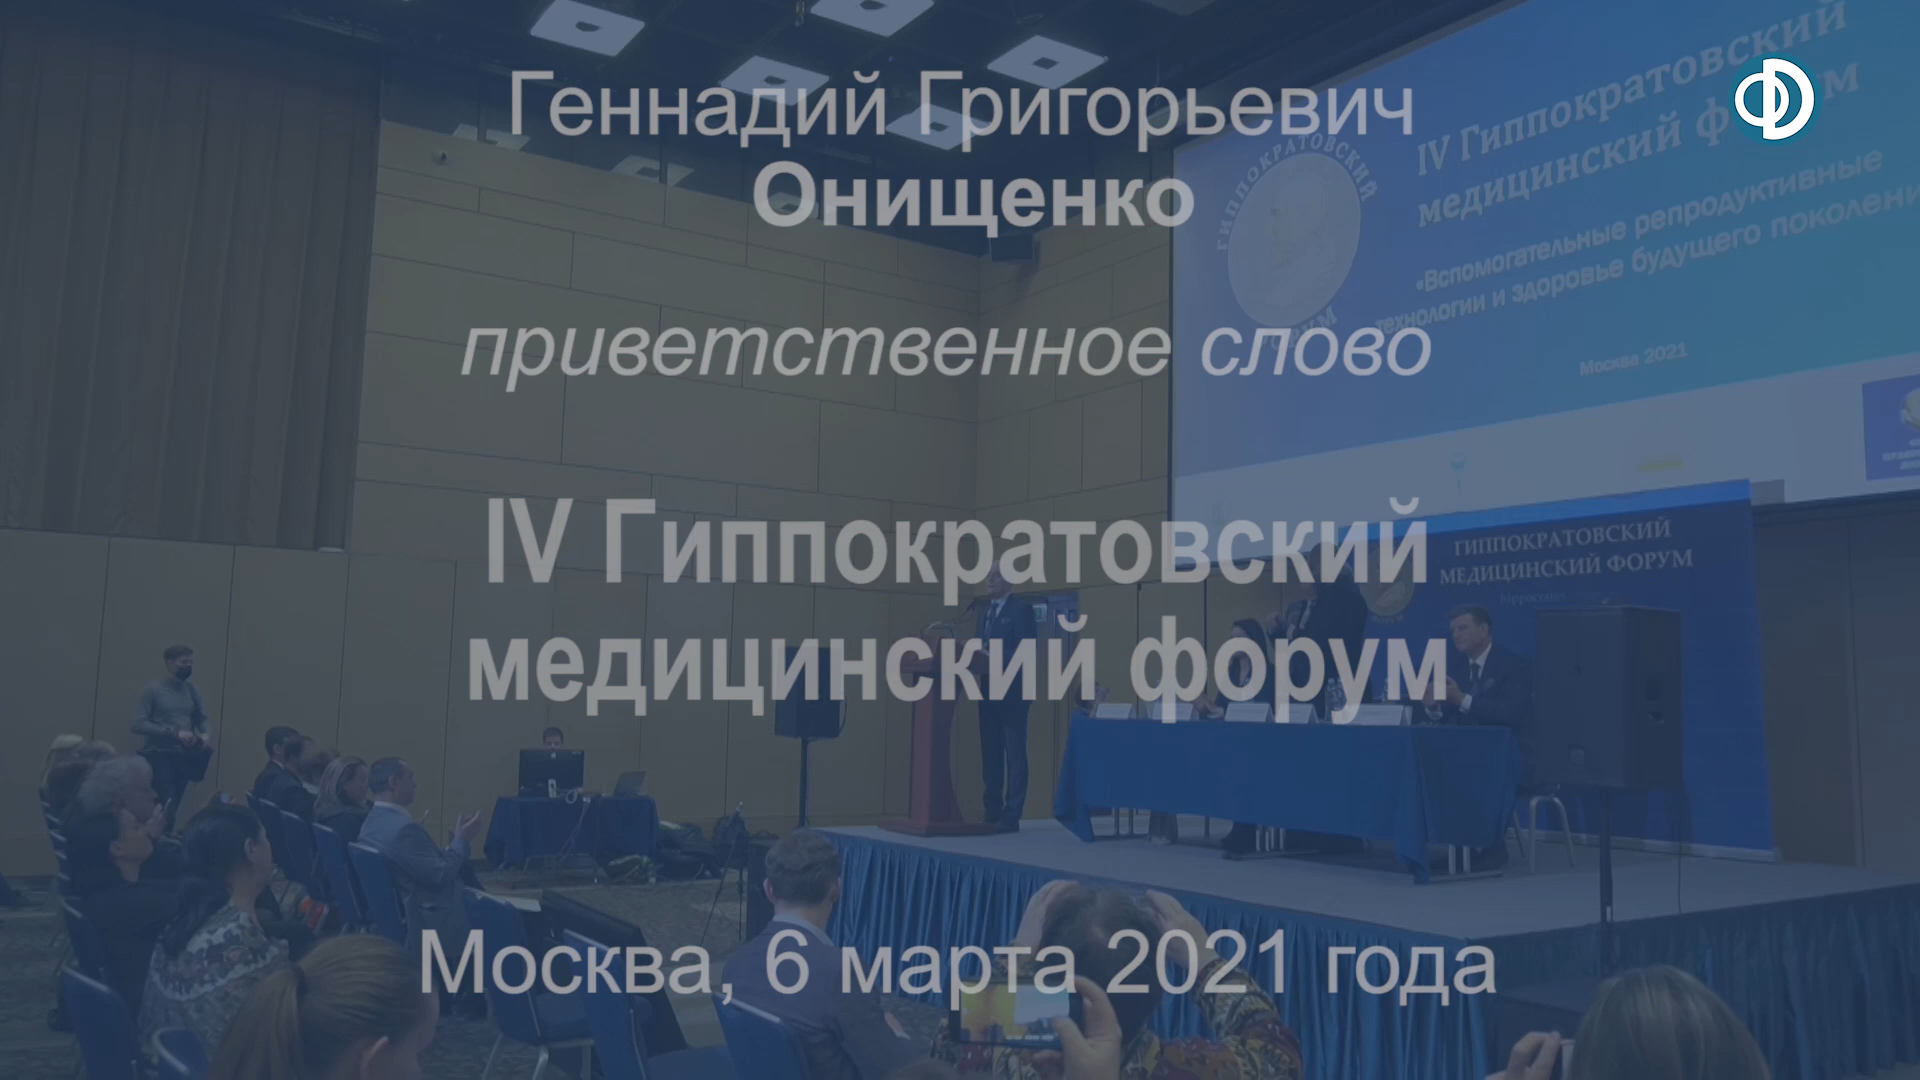 Геннадий Григорьевич
Онищенко
приветственное слово
IV Гиппократовский
медицинский форум
Москва, 6 марта 2021 года
IV Гиппократовский
медицинский
«Вспомогательные репродуктивные
технологии и здоровье будущего
Москва 2021
ГИППОКРАТОВСКИЙ
ФОРУМ
ГИППОКРАТОВСКИЙ
МЕДИЦИНСКИЙ ФОРУМ